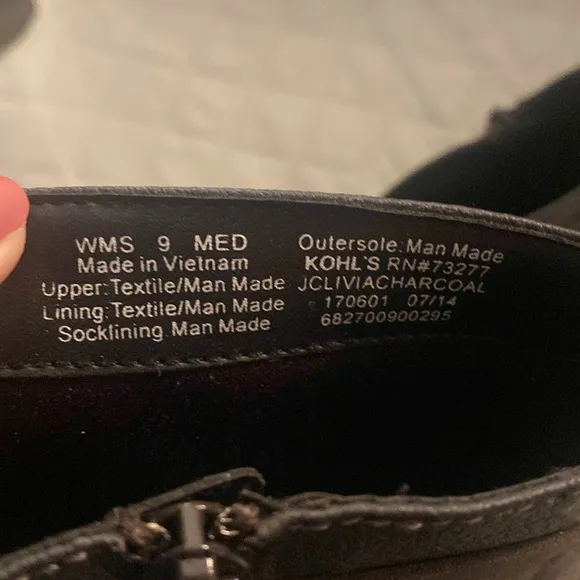 WMS 9 MED
Made in Vietnam
Upper:Textile/Man Made
Lining:Textile/Man Made
Socklining:Man Made
Outersole:Man Made
KOHL'S RN#73277
JCLIVIACHARCOAL
170601 07/14
682700900295